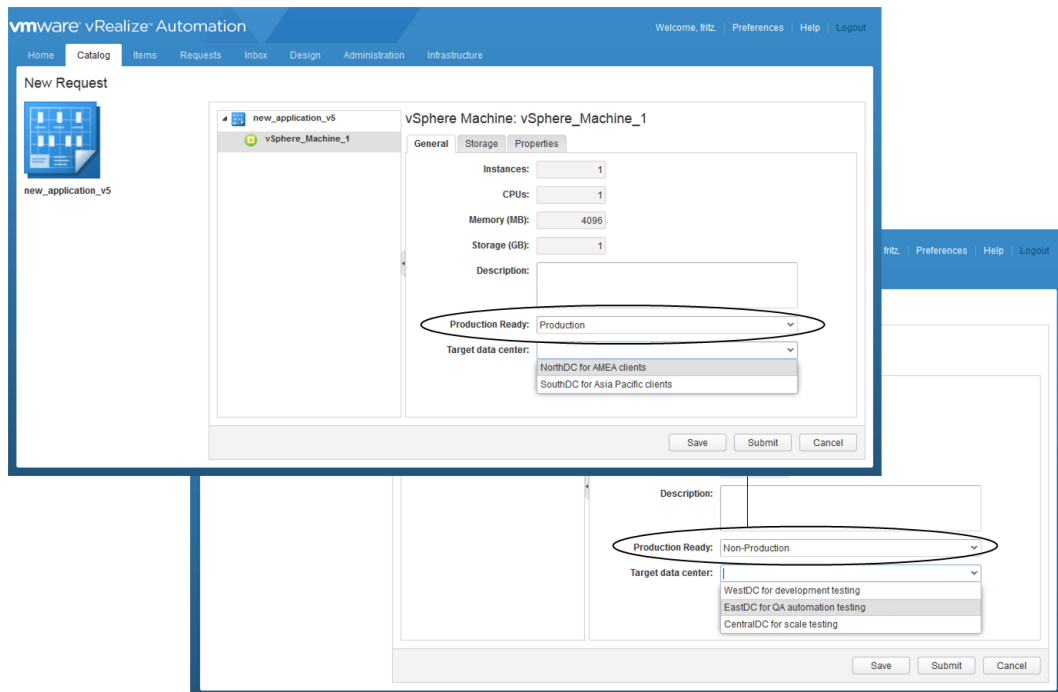 vmware vRealize™ Automation
Welcome, fritz. | Preferences | Help | Logout
Home Catalog Items Requests Inbox Design Administration Infrastructure
New Request
new_application_v5
new_application_v5
vSphere_Machine_1
vSphere Machine: vSphere_Machine_1
General Storage Properties
Instances: 1
CPUs: 1
Memory (MB): 4096
Storage (GB): 1
Description:
Production Ready: Production
Target data center:
NorthDC for AMEA clients
SouthDC for Asia Pacific clients
Save Submit Cancel
fritz. | Preferences | Help | Logout
Description:
Production Ready: Non-Production
Target data center:
WestDC for development testing
EastDC for QA automation testing
CentralDC for scale testing
Save Submit Cancel